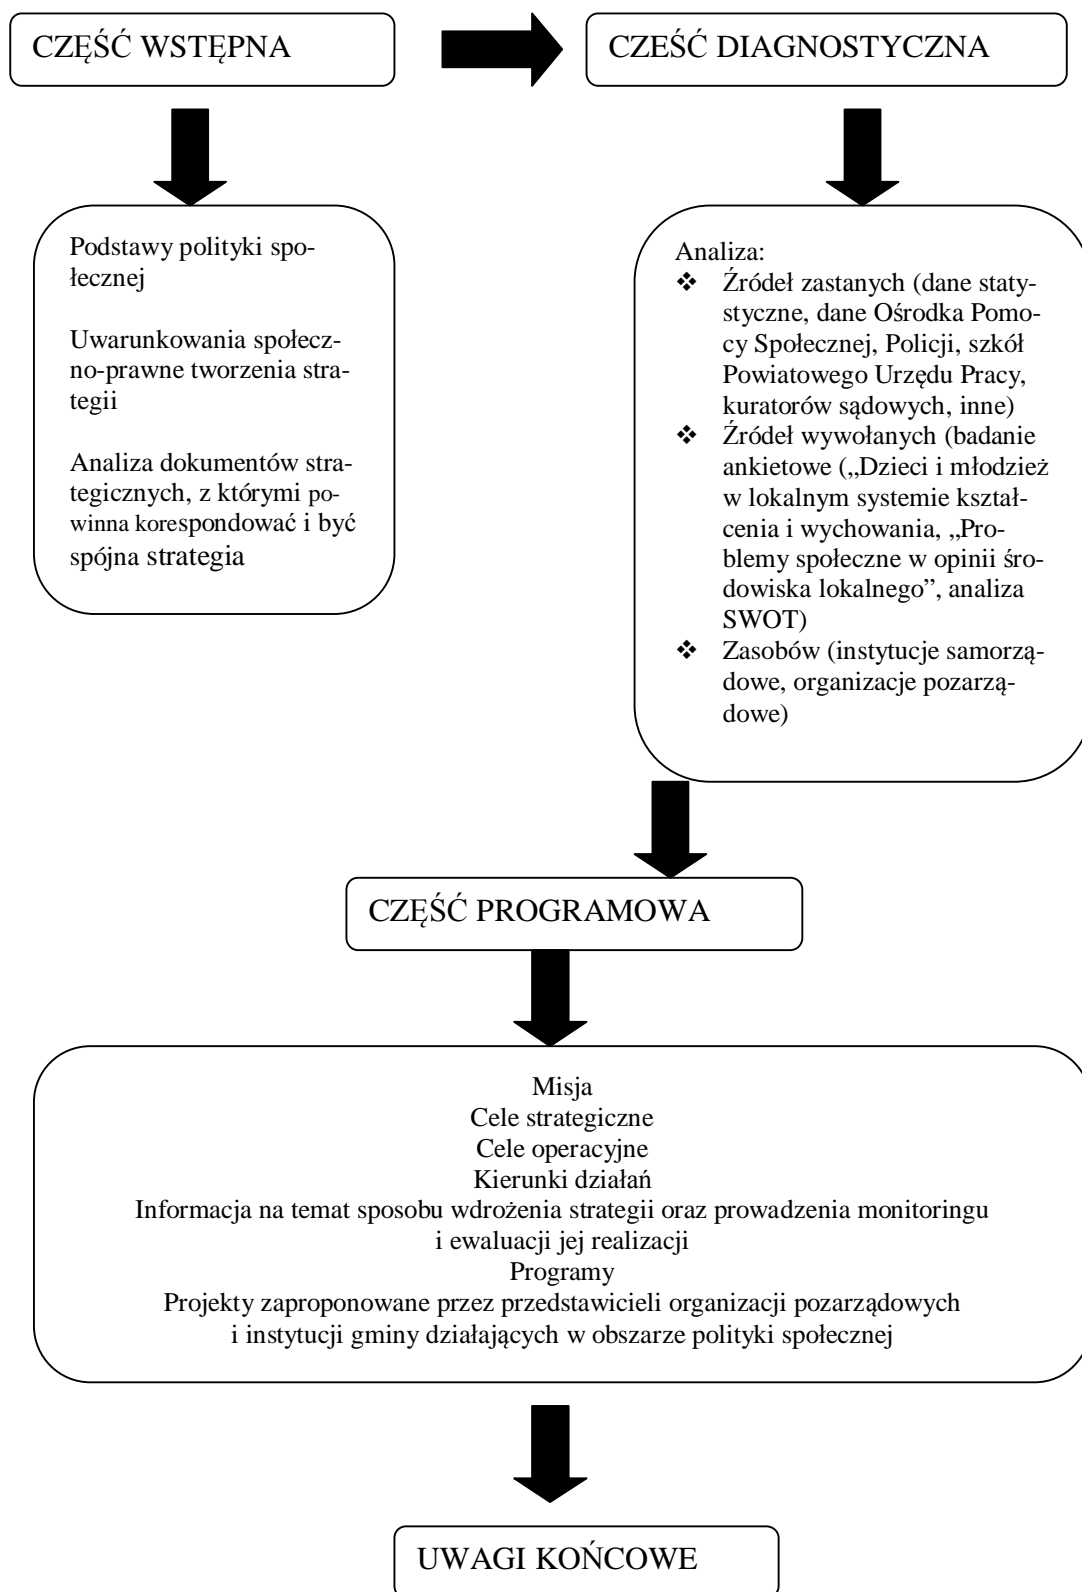 CZĘŚĆ WSTĘPNA
CZEŚĆ DIAGNOSTYCZNA
Podstawy polityki spo-
łecznej
Uwarunkowania społecz-
no-prawne tworzenia stra-
tegii
Analiza dokumentów stra-
tegicznych, z którymi po-
winna korespondować i być
spójna strategia
Analiza:
❖ Źródeł zastanych (dane staty-
styczne, dane Ośrodka Pomo-
cy Społecznej, Policji, szkół
Powiatowego Urzędu Pracy,
kuratorów sądowych, inne)
❖ Źródeł wywołanych (badanie
ankietowe („Dzieci i młodzież
w lokalnym systemie kształ-
cenia i wychowania, „Pro-
blemy społeczne w opinii śro-
dowiska lokalnego”, analiza
SWOT)
❖ Zasobów (instytucje samorzą-
dowe, organizacje pozarzą-
dowe)
CZĘŚĆ PROGRAMOWA
Misja
Cele strategiczne
Cele operacyjne
Kierunki działań
Informacja na temat sposobu wdrożenia strategii oraz prowadzenia monitoringu
i ewaluacji jej realizacji
Programy
Projekty zaproponowane przez przedstawicieli organizacji pozarządowych
i instytucji gminy działających w obszarze polityki społecznej
UWAGI KOŃCOWE